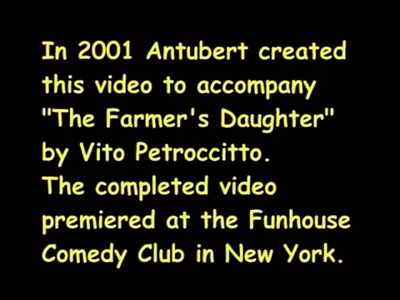 In 2001 Antubert created
this video to accompany
"The Farmer's Daughter"
by Vito Petroccitto.
The completed video
premiered at the Funhouse
Comedy Club in New York.